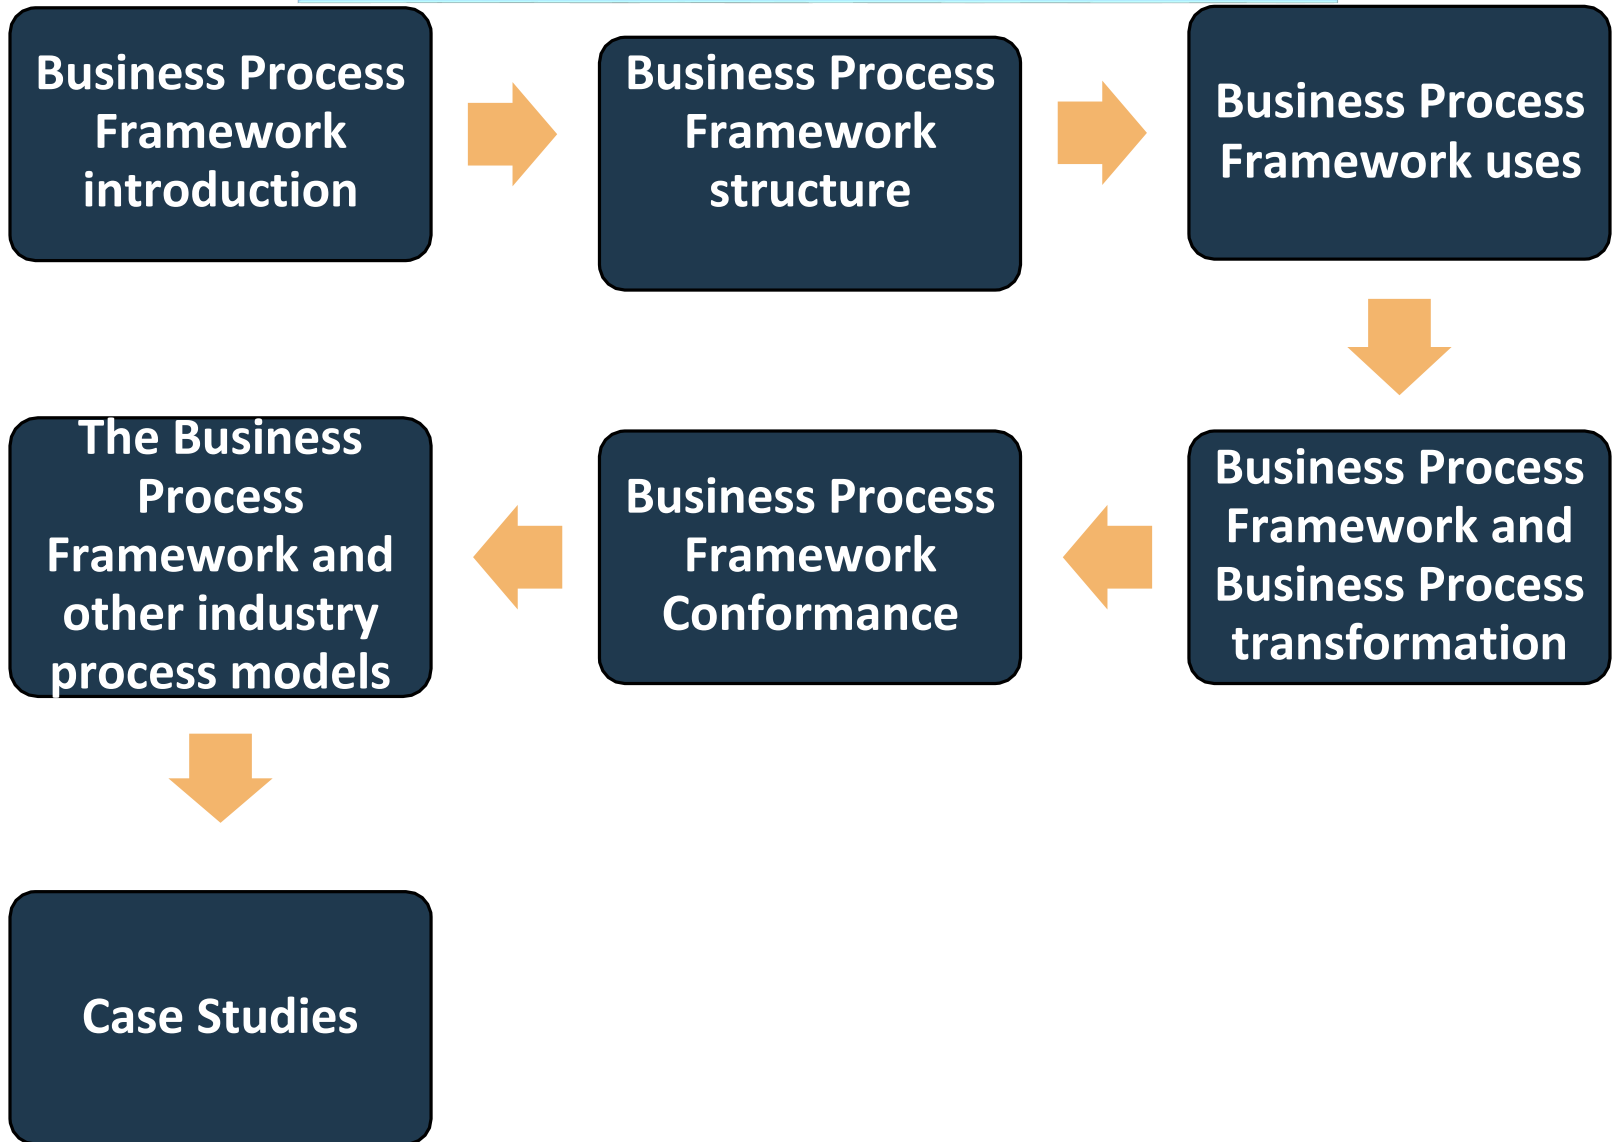 Business Process
Framework
introduction
Business Process
Framework
structure
Business Process
Framework uses
Business Process
Framework and
Business Process
transformation
Business Process
Framework
Conformance
The Business
Process
Framework and
other industry
process models
Case Studies